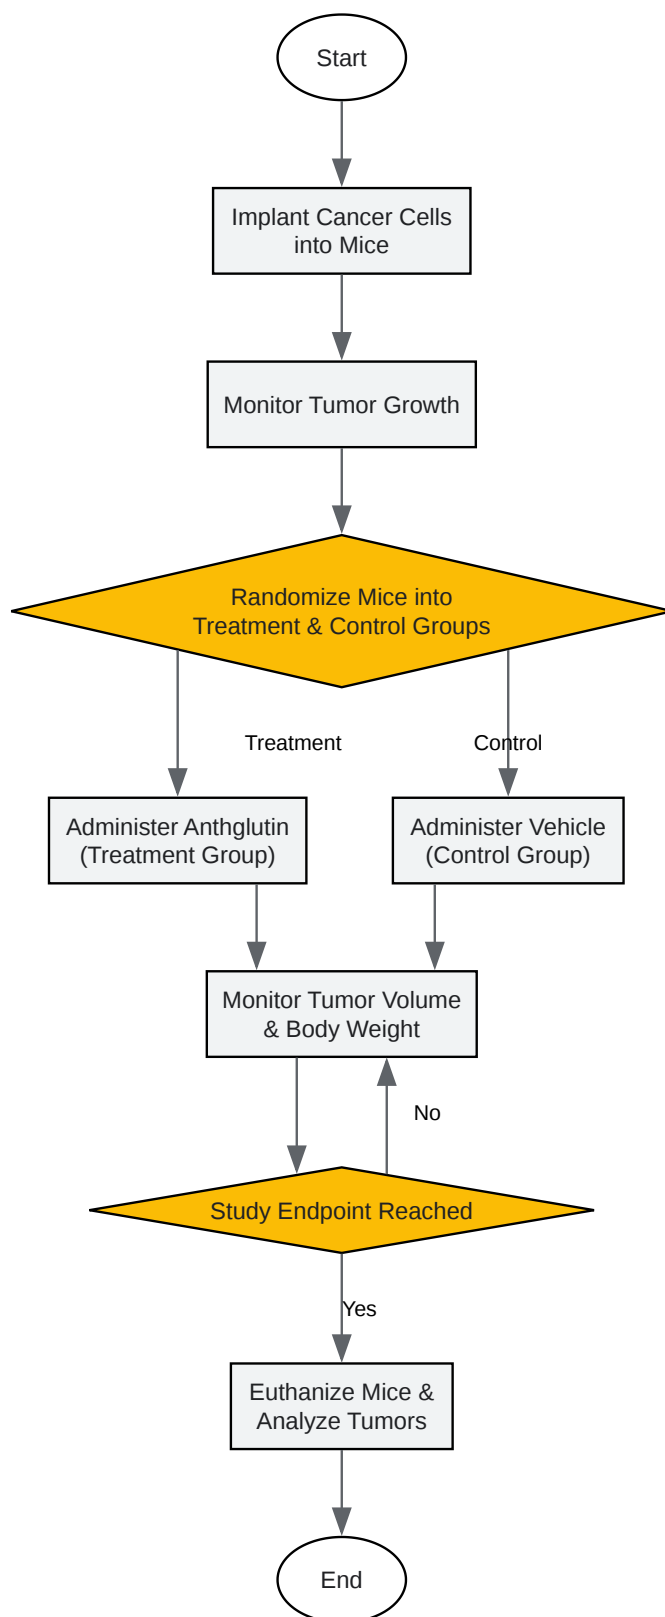 Start
Implant Cancer Cells
into Mice
Monitor Tumor Growth
Randomize Mice into
Treatment & Control Groups
Treatment
Control
Administer Anthglutin
(Treatment Group)
Administer Vehicle
(Control Group)
Monitor Tumor Volume
& Body Weight
No
Study Endpoint Reached
Yes
Euthanize Mice &
Analyze Tumors
End